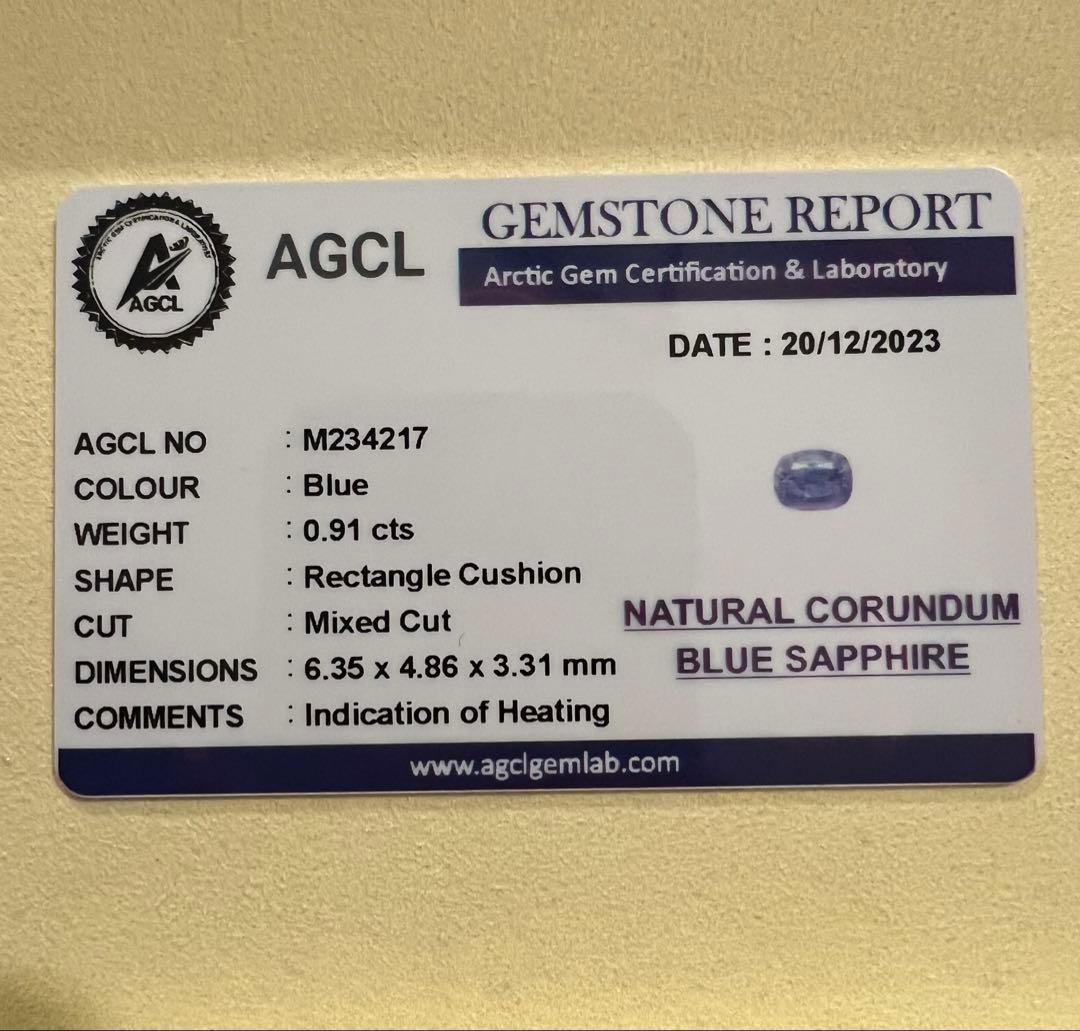 AGCL
AGCL
GEMSTONE REPORT
Arctic Gem Certification & Laboratory
DATE : 20/12/2023
AGCL NO : M234217
COLOUR : Blue
WEIGHT : 0.91 cts
SHAPE : Rectangle Cushion
CUT : Mixed Cut
DIMENSIONS : 6.35 x 4.86 x 3.31 mm
COMMENTS : Indication of Heating
NATURAL CORUNDUM
BLUE SAPPHIRE
www.agclgemlab.com